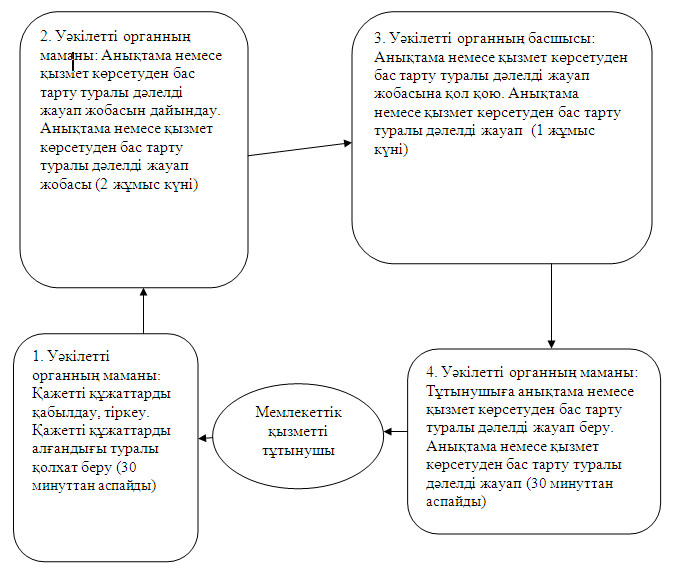 2. Уәкілетті органның
маманы: Анықтама немесе
қызмет көрсетуден бас
тарту туралы дәлелді
жауап жобасын дайындау.
Анықтама немесе қызмет
көрсетуден бас тарту
туралы дәлелді жауап
жобасы (2 жұмыс күні)
3. Уәкілетті органның басшысы:
Анықтама немесе қызмет көрсетуден
бас тарту туралы дәлелді жауап
жобасына қол қою. Анықтама
немесе қызмет көрсетуден бас тарту
туралы дәлелді жауап (1 жұмыс
күні)
1. Уәкілетті
органның маманы:
Қажетті құжаттарды
қабылдау, тіркеу.
Қажетті құжаттарды
алғандығы туралы
қолхат беру (30
минуттан аспайды)
Мемлекеттік
қызметті
тұтынушы
4. Уәкілетті органның маманы:
Тұтынушыға анықтама немесе
қызмет көрсетуден бас тарту
туралы дәлелді жауап беру.
Анықтама немесе қызмет
көрсетуден бас тарту туралы
дәлелді жауап (30 минуттан
аспайды)